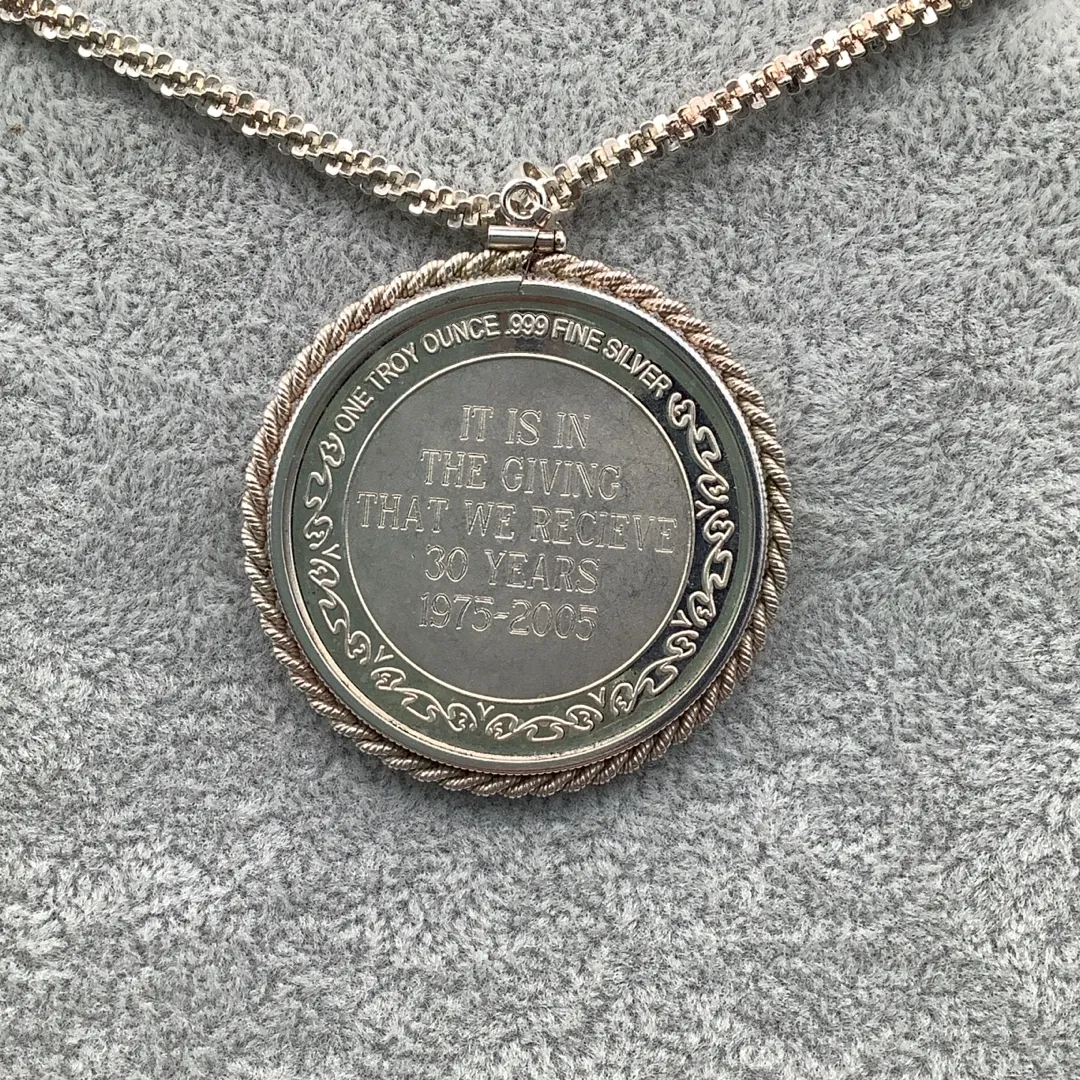 ONE TROY OUNCE .999 FINE SILVER
IT IS IN
THE GIVING
THAT WE RECIEVE
30 YEARS
1975-2005